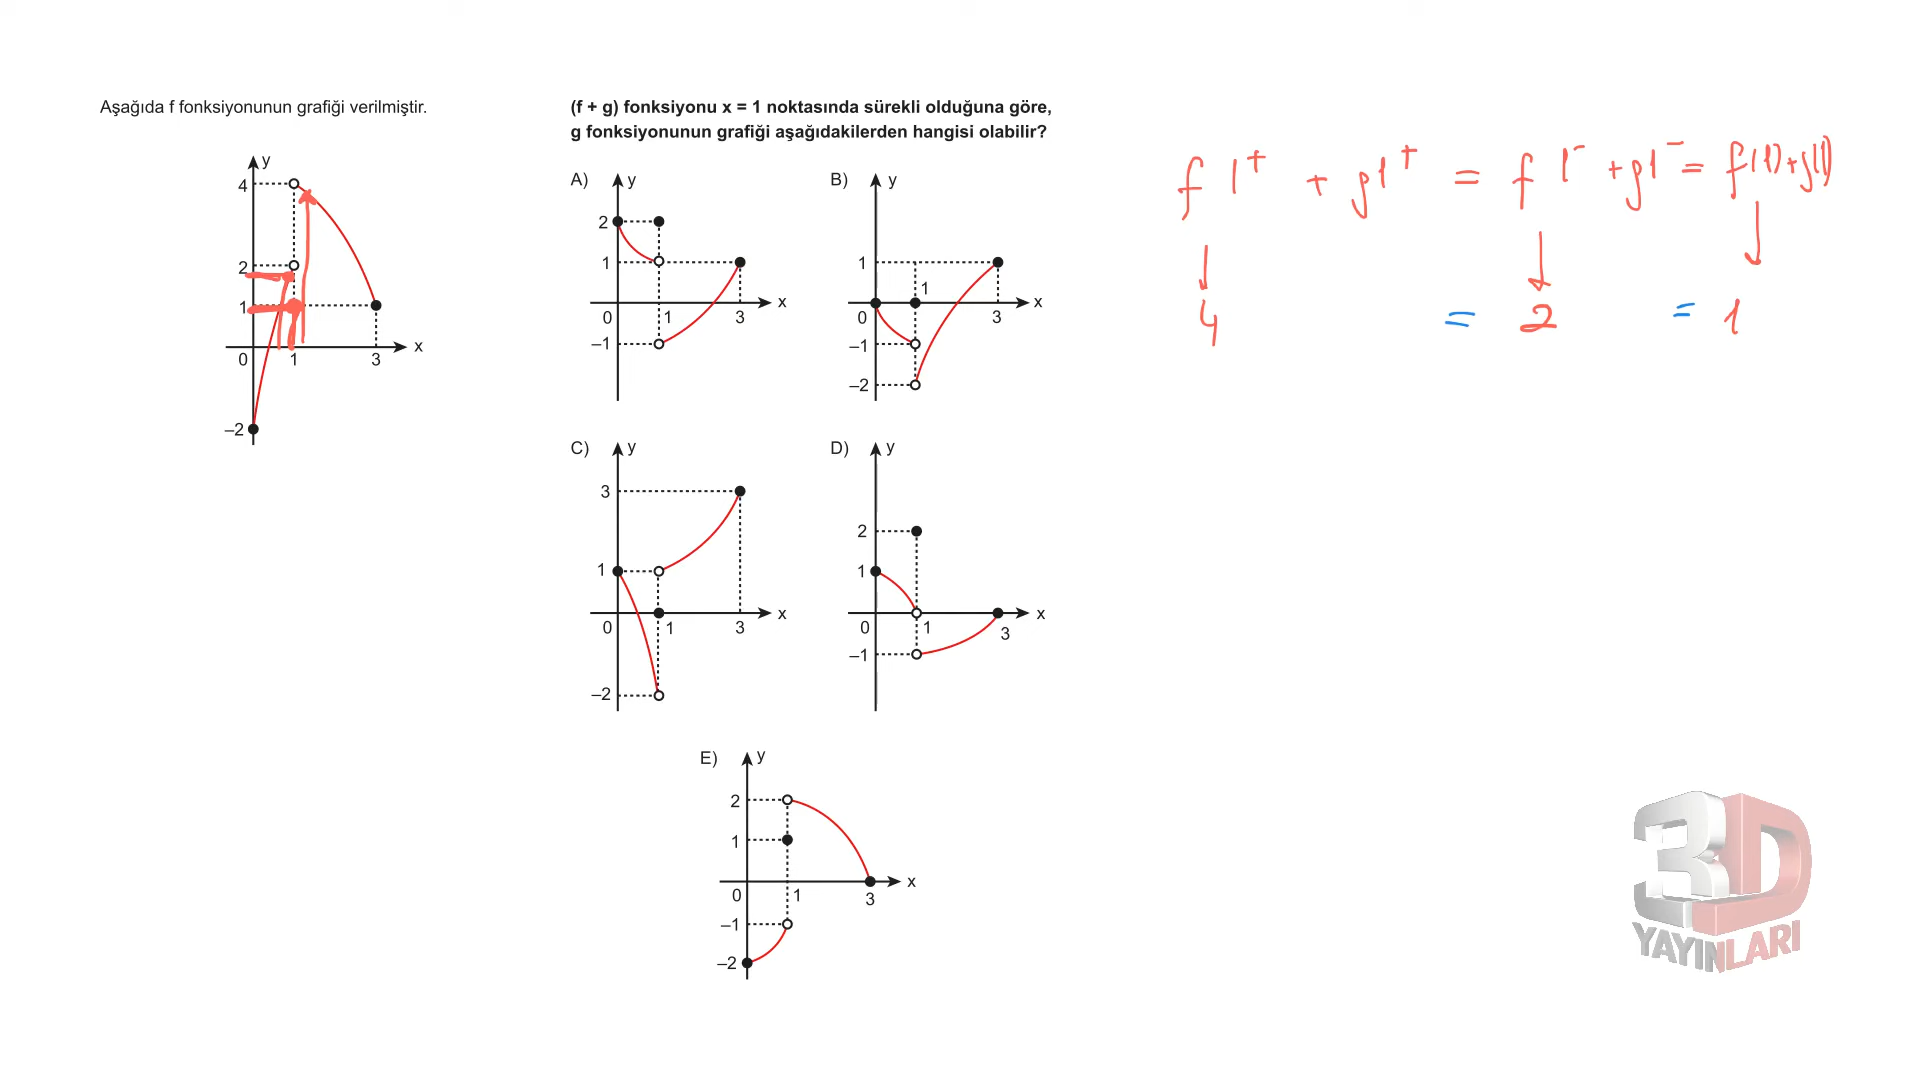 Aşağıda f fonksiyonunun grafiği verilmiştir.
y
4
2
1
0
1
3
x
–2
(f + g) fonksiyonu x = 1 noktasında sürekli olduğuna göre,
g fonksiyonunun grafiği aşağıdakilerden hangisi olabilir?
A)
y
2
1
0
1
3
x
–1
B)
y
1
1
0
3
x
–1
–2
C)
y
3
1
0
1
3
x
–2
D)
y
2
1
0
1
3
x
–1
E)
y
2
1
0
1
3
x
–1
–2
f 1⁺ + g1⁺ = f 1⁻ + g1⁻ = f(1)+g(1)
4 = 2 = 1
3D
YAYINLARI